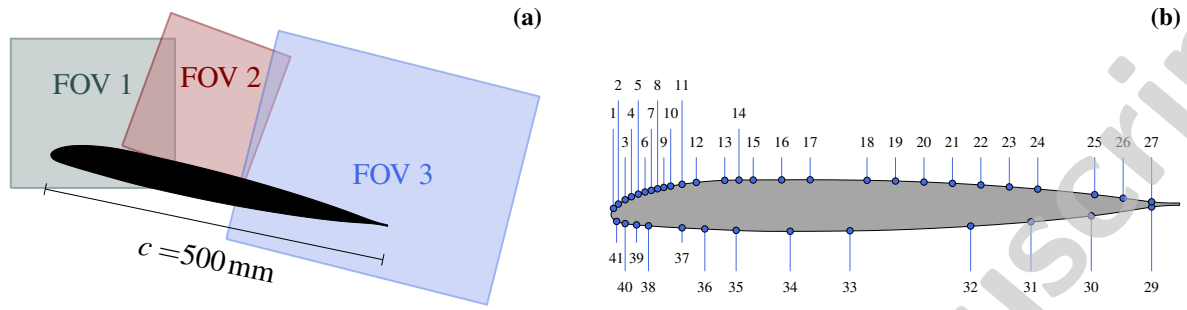 (a)
FOV 1
FOV 2
FOV 3
c =500 mm
(b)
2 5 8 11
1 4 7 10 14
3 6 9 12 13 15 16 17 18 19 20 21 22 23 24 25 26 27
41 39 37
40 38 36 35 34 33 32 31 30 29
uscri